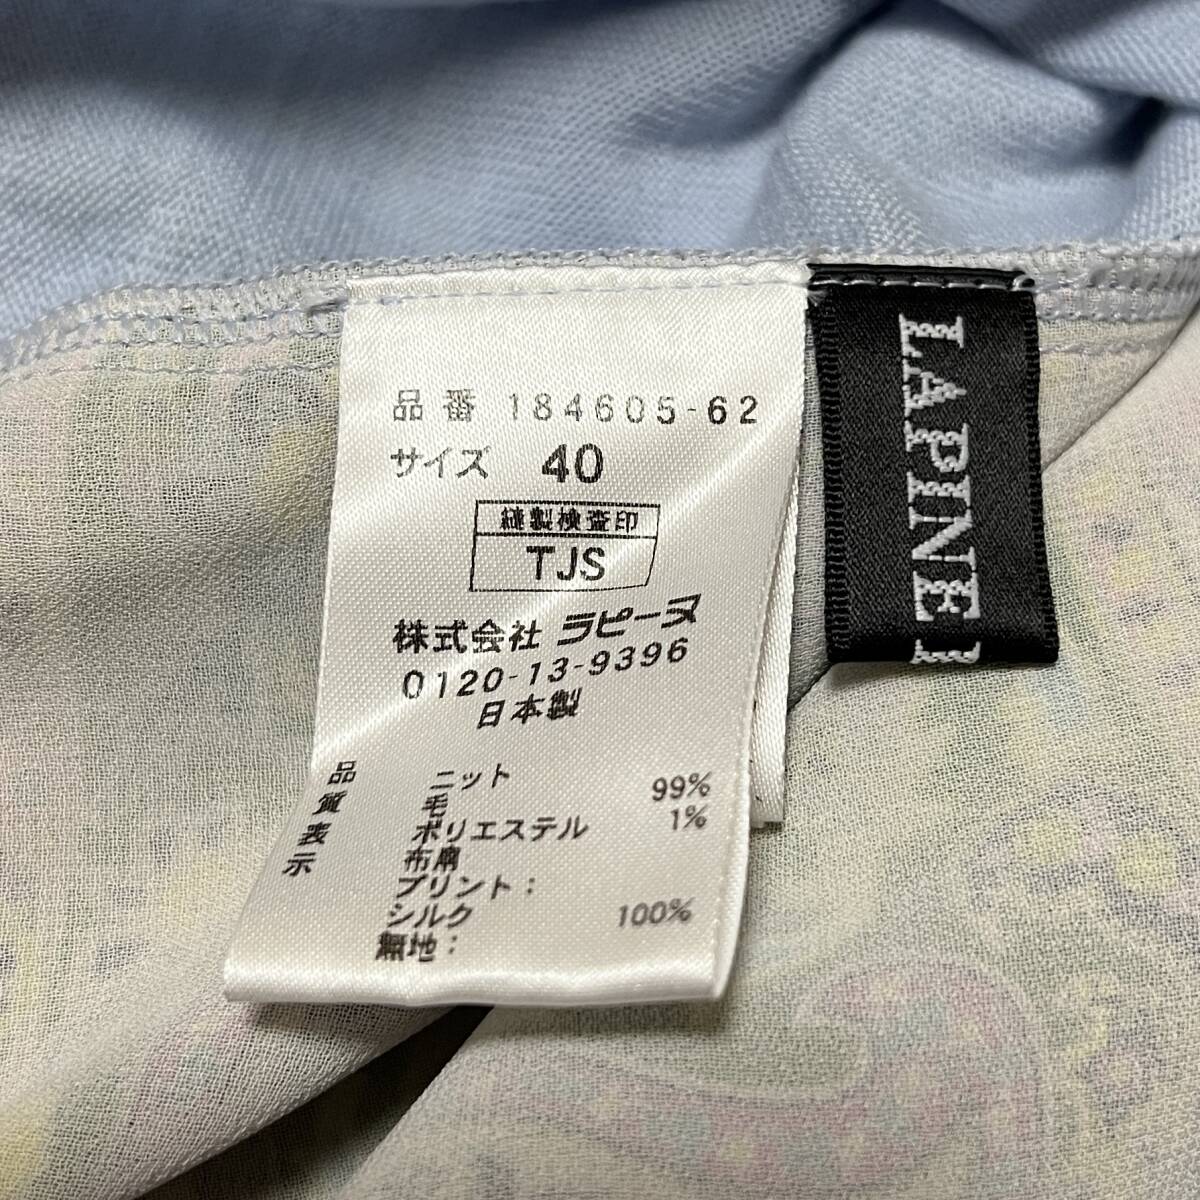 品番 184605-62
サイズ 40
縫製検査印
TJS
株式会社 ラピーヌ
0120-13-9396
日本製
品質表示
ニット
毛 99%
ポリエステル 1%
布帛
プリント:
シルク 100%
無地:
LAPINE